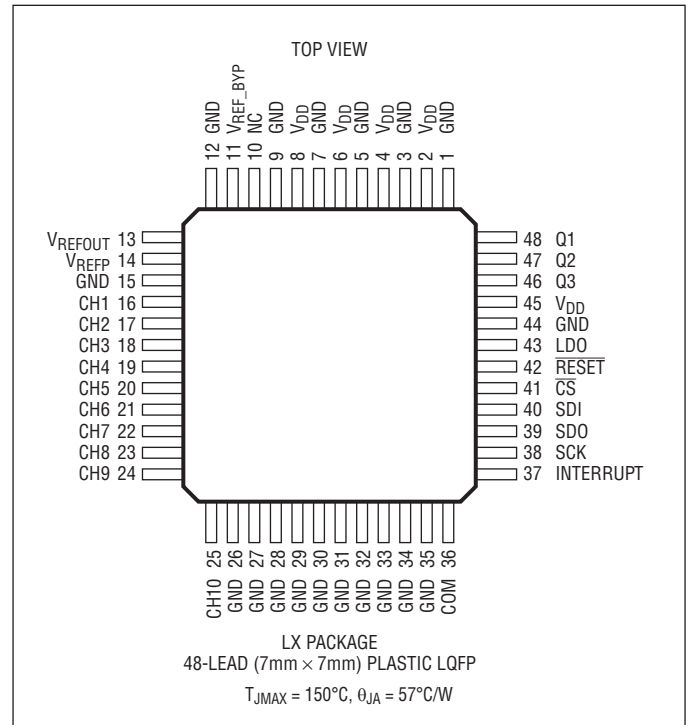 TOP VIEW
12 GND
11 VREF_BYP
10 NC
9 GND
8 VDD
7 GND
6 VDD
5 GND
4 VDD
3 GND
2 VDD
1 GND
VREFOUT 13
VREFP 14
GND 15
CH1 16
CH2 17
CH3 18
CH4 19
CH5 20
CH6 21
CH7 22
CH8 23
CH9 24
48 Q1
47 Q2
46 Q3
45 VDD
44 GND
43 LDO
42 R̅E̅S̅E̅T̅
41 C̅S̅
40 SDI
39 SDO
38 SCK
37 INTERRUPT
CH10 25
GND 26
GND 27
GND 28
GND 29
GND 30
GND 31
GND 32
GND 33
GND 34
GND 35
COM 36
LX PACKAGE
48-LEAD (7mm × 7mm) PLASTIC LQFP
TJMAX = 150°C, θJA = 57°C/W